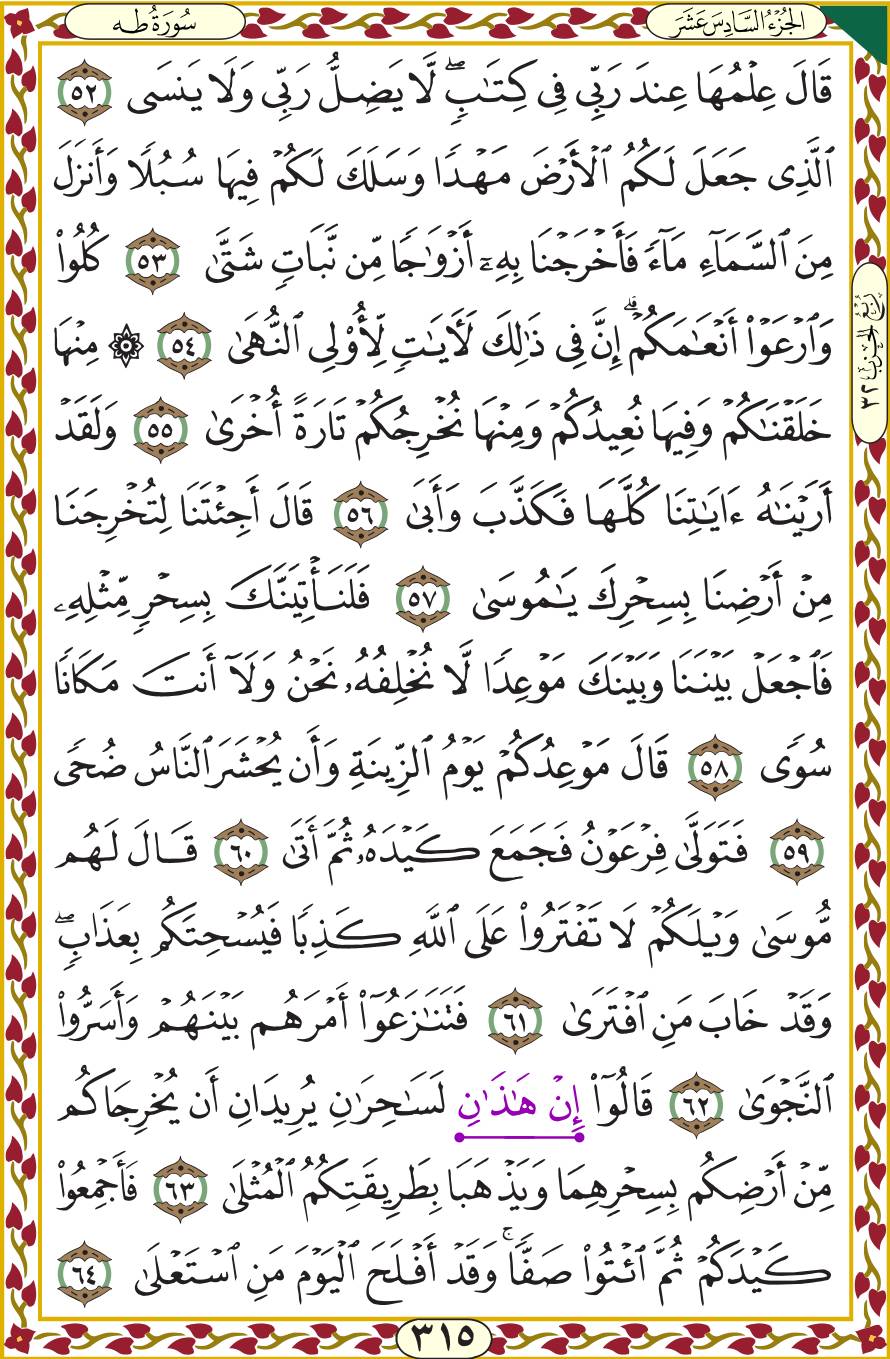 الجُزْءُ السَّادِسَ عَشَرَ
سُورَةُ طه
قَالَ عِلْمُهَا عِندَ رَبِّى فِى كِتَـٰبٍۢ ۖ لَّا يَضِلُّ رَبِّى وَلَا يَنسَى ٥٢
ٱلَّذِى جَعَلَ لَكُمُ ٱلْأَرْضَ مَهْدًا وَسَلَكَ لَكُمْ فِيهَا سُبُلًا وَأَنزَلَ
مِنَ ٱلسَّمَآءِ مَآءً فَأَخْرَجْنَا بِهِۦٓ أَزْوَٰجًا مِّن نَّبَاتٍ شَتَّىٰ ٥٣ كُلُوا۟
وَٱرْعَوْا۟ أَنْعَـٰمَكُمْ ۗ إِنَّ فِى ذَٰلِكَ لَـَٔايَـٰتٍ لِّأُو۟لِى ٱلنُّهَىٰ ٥٤ ۞ مِنْهَا
خَلَقْنَـٰكُمْ وَفِيهَا نُعِيدُكُمْ وَمِنْهَا نُخْرِجُكُمْ تَارَةً أُخْرَىٰ ٥٥ وَلَقَدْ
أَرَيْنَـٰهُ ءَايَـٰتِنَا كُلَّهَا فَكَذَّبَ وَأَبَىٰ ٥٦ قَالَ أَجِئْتَنَا لِتُخْرِجَنَا
مِنْ أَرْضِنَا بِسِحْرِكَ يَـٰمُوسَىٰ ٥٧ فَلَنَأْتِيَنَّكَ بِسِحْرٍ مِّثْلِهِۦ
فَٱجْعَلْ بَيْنَنَا وَبَيْنَكَ مَوْعِدًا لَّا نُخْلِفُهُۥ نَحْنُ وَلَآ أَنتَ مَكَانًا
سُوًى ٥٨ قَالَ مَوْعِدُكُمْ يَوْمُ ٱلزِّينَةِ وَأَن يُحْشَرَ ٱلنَّاسُ ضُحًى
٥٩ فَتَوَلَّىٰ فِرْعَوْنُ فَجَمَعَ كَيْدَهُۥ ثُمَّ أَتَىٰ ٦٠ قَالَ لَهُم
مُّوسَىٰ وَيْلَكُمْ لَا تَفْتَرُوا۟ عَلَى ٱللَّهِ كَذِبًا فَيُسْحِتَكُم بِعَذَابٍ ۖ
وَقَدْ خَابَ مَنِ ٱفْتَرَىٰ ٦١ فَتَنَـٰزَعُوٓا۟ أَمْرَهُم بَيْنَهُمْ وَأَسَرُّوا۟
ٱلنَّجْوَىٰ ٦٢ قَالُوٓا۟ إِنْ هَـٰذَٰنِ لَسَـٰحِرَٰنِ يُرِيدَانِ أَن يُخْرِجَاكُم
مِّنْ أَرْضِكُم بِسِحْرِهِمَا وَيَذْهَبَا بِطَرِيقَتِكُمُ ٱلْمُثْلَىٰ ٦٣ فَأَجْمِعُوا۟
كَيْدَكُمْ ثُمَّ ٱئْتُوا۟ صَفًّا ۚ وَقَدْ أَفْلَحَ ٱلْيَوْمَ مَنِ ٱسْتَعْلَىٰ ٦٤
رُبْعُ الحِزْب ٣٢
٣١٥